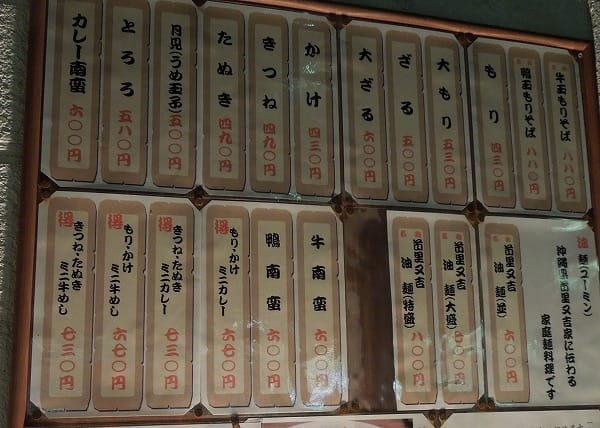 牛玉もりそば 八八〇円
鴨玉もりそば 八八〇円
もり 四三〇円
大もり 五三〇円
ざる 五〇〇円
大ざる 六〇〇円
かけ 四三〇円
きつね 四九〇円
たぬき 四九〇円
月見(うめ玉子)五〇〇円
とろろ 五八〇円
カレー南蛮 六〇〇円
油麺(ユーミン)
沖縄県首里又吉家に伝わる
家庭麺料理です
首里又吉
油麺(並) 六〇〇円
首里又吉
油麺(大盛) 七〇〇円
首里又吉
油麺(特盛) 八〇〇円
牛南蛮 六〇〇円
鴨南蛮 六〇〇円
得 もり・かけ
ミニカレー 六七〇円
得 きつね・たぬき
ミニカレー 七三〇円
得 もり・かけ
ミニ牛めし 六七〇円
得 きつね・たぬき
ミニ牛めし 七三〇円